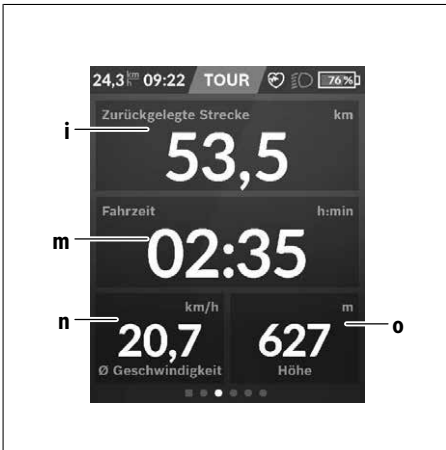 24,3 km/h 09:22 TOUR 76 %
Zurückgelegte Strecke km
i
53,5
Fahrzeit h:min
m
02:35
km/h m
n o
20,7 627
Ø Geschwindigkeit Höhe